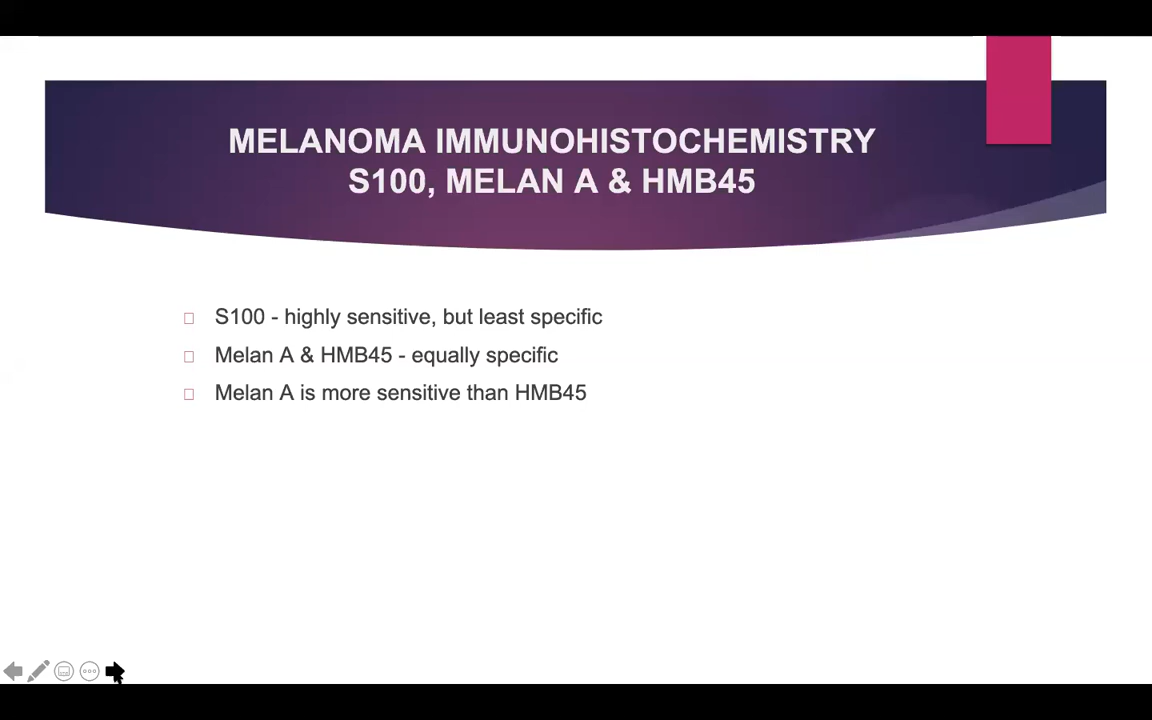 MELANOMA IMMUNOHISTOCHEMISTRY
S100, MELAN A & HMB45
S100 - highly sensitive, but least specific
Melan A & HMB45 - equally specific
Melan A is more sensitive than HMB45